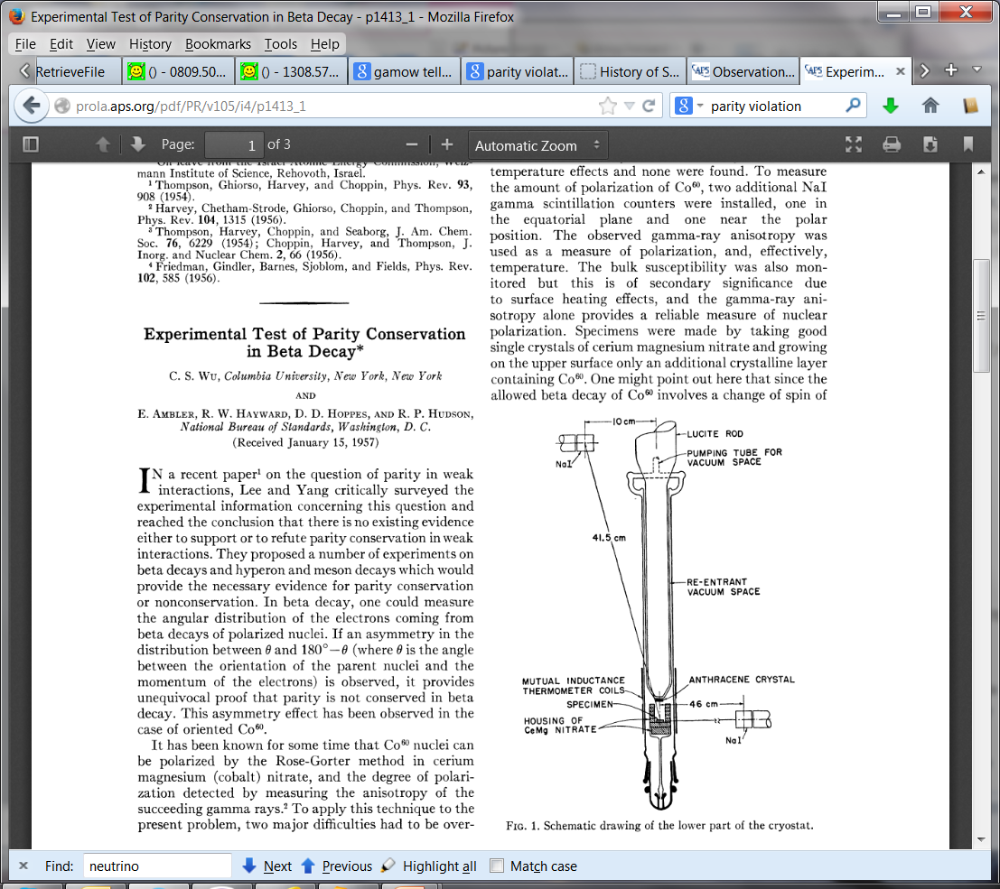 Experimental Test of Parity Conservation in Beta Decay - p1413_1 - Mozilla Firefox
File Edit View History Bookmarks Tools Help
RetrieveFile () - 0809.50... () - 1308.57... gamow tell... parity violat... History of S... Observation... Experim...
prola.aps.org/pdf/PR/v105/i4/p1413_1 parity violation
Page: 1 of 3 Automatic Zoom
mann Institute of Science, Rehovoth, Israel.
¹ Thompson, Ghiorso, Harvey, and Choppin, Phys. Rev. 93,
908 (1954).
² Harvey, Chetham-Strode, Ghiorso, Choppin, and Thompson,
Phys. Rev. 104, 1315 (1956).
³ Thompson, Harvey, Choppin, and Seaborg, J. Am. Chem.
Soc. 76, 6229 (1954); Choppin, Harvey, and Thompson, J.
Inorg. and Nuclear Chem. 2, 66 (1956).
⁴ Friedman, Gindler, Barnes, Sjoblom, and Fields, Phys. Rev.
102, 585 (1956).
Experimental Test of Parity Conservation
in Beta Decay*
C. S. WU, Columbia University, New York, New York
AND
E. AMBLER, R. W. HAYWARD, D. D. HOPPES, AND R. P. HUDSON,
National Bureau of Standards, Washington, D. C.
(Received January 15, 1957)
IN a recent paper¹ on the question of parity in weak
interactions, Lee and Yang critically surveyed the
experimental information concerning this question and
reached the conclusion that there is no existing evidence
either to support or to refute parity conservation in weak
interactions. They proposed a number of experiments on
beta decays and hyperon and meson decays which would
provide the necessary evidence for parity conservation
or nonconservation. In beta decay, one could measure
the angular distribution of the electrons coming from
beta decays of polarized nuclei. If an asymmetry in the
distribution between θ and 180°−θ (where θ is the angle
between the orientation of the parent nuclei and the
momentum of the electrons) is observed, it provides
unequivocal proof that parity is not conserved in beta
decay. This asymmetry effect has been observed in the
case of oriented Co⁶⁰.
It has been known for some time that Co⁶⁰ nuclei can
be polarized by the Rose-Gorter method in cerium
magnesium (cobalt) nitrate, and the degree of polari-
zation detected by measuring the anisotropy of the
succeeding gamma rays.² To apply this technique to the
present problem, two major difficulties had to be over-
temperature effects and none were found. To measure
the amount of polarization of Co⁶⁰, two additional NaI
gamma scintillation counters were installed, one in
the equatorial plane and one near the polar
position. The observed gamma-ray anisotropy was
used as a measure of polarization, and, effectively,
temperature. The bulk susceptibility was also mon-
itored but this is of secondary significance due
to surface heating effects, and the gamma-ray ani-
sotropy alone provides a reliable measure of nuclear
polarization. Specimens were made by taking good
single crystals of cerium magnesium nitrate and growing
on the upper surface only an additional crystalline layer
containing Co⁶⁰. One might point out here that since the
allowed beta decay of Co⁶⁰ involves a change of spin of
10 cm
LUCITE ROD
NaI
PUMPING TUBE FOR
VACUUM SPACE
41.5 cm
RE-ENTRANT
VACUUM SPACE
MUTUAL INDUCTANCE
THERMOMETER COILS
ANTHRACENE CRYSTAL
SPECIMEN
46 cm
HOUSING OF
CeMg NITRATE
NaI
FIG. 1. Schematic drawing of the lower part of the cryostat.
Find: neutrino Next Previous Highlight all Match case